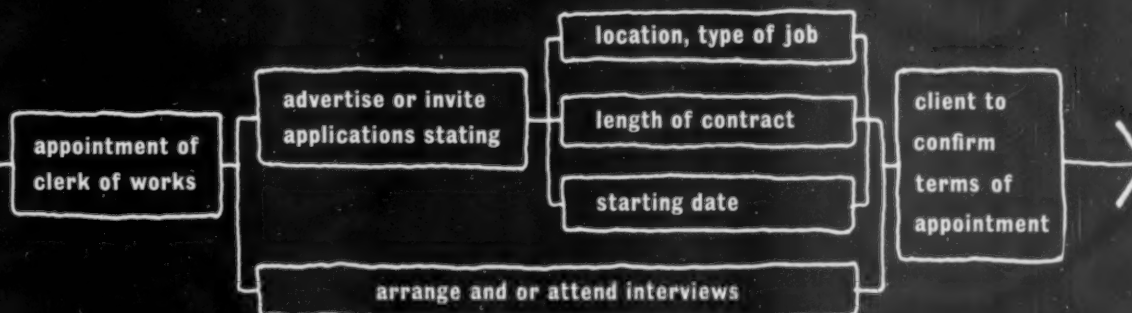 appointment of
clerk of works
advertise or invite
applications stating
location, type of job
length of contract
starting date
arrange and or attend interviews
client to
confirm
terms of
appointment